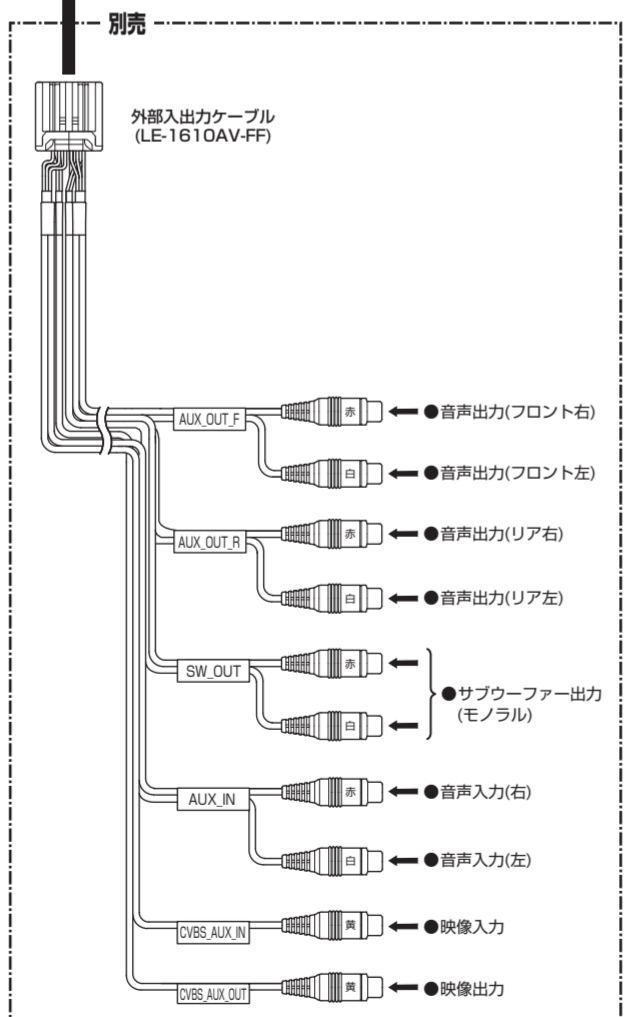 別売
外部入出力ケーブル
(LE-1610AV-FF)
AUX_OUT_F
赤
●音声出力(フロント右)
白
●音声出力(フロント左)
AUX_OUT_R
赤
●音声出力(リア右)
白
●音声出力(リア左)
SW_OUT
赤
白
●サブウーファー出力
(モノラル)
AUX_IN
赤
●音声入力(右)
白
●音声入力(左)
CVBS_AUX_IN
黄
●映像入力
CVBS_AUX_OUT
黄
●映像出力